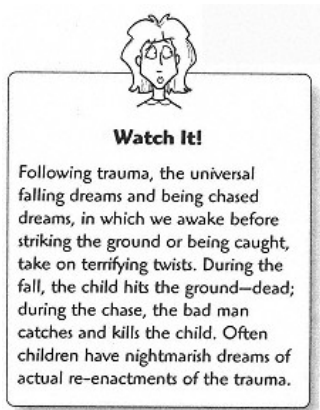 Watch It!
Following trauma, the universal
falling dreams and being chased
dreams, in which we awake before
striking the ground or being caught,
take on terrifying twists. During the
fall, the child hits the ground—dead;
during the chase, the bad man
catches and kills the child. Often
children have nightmarish dreams of
actual re-enactments of the trauma.